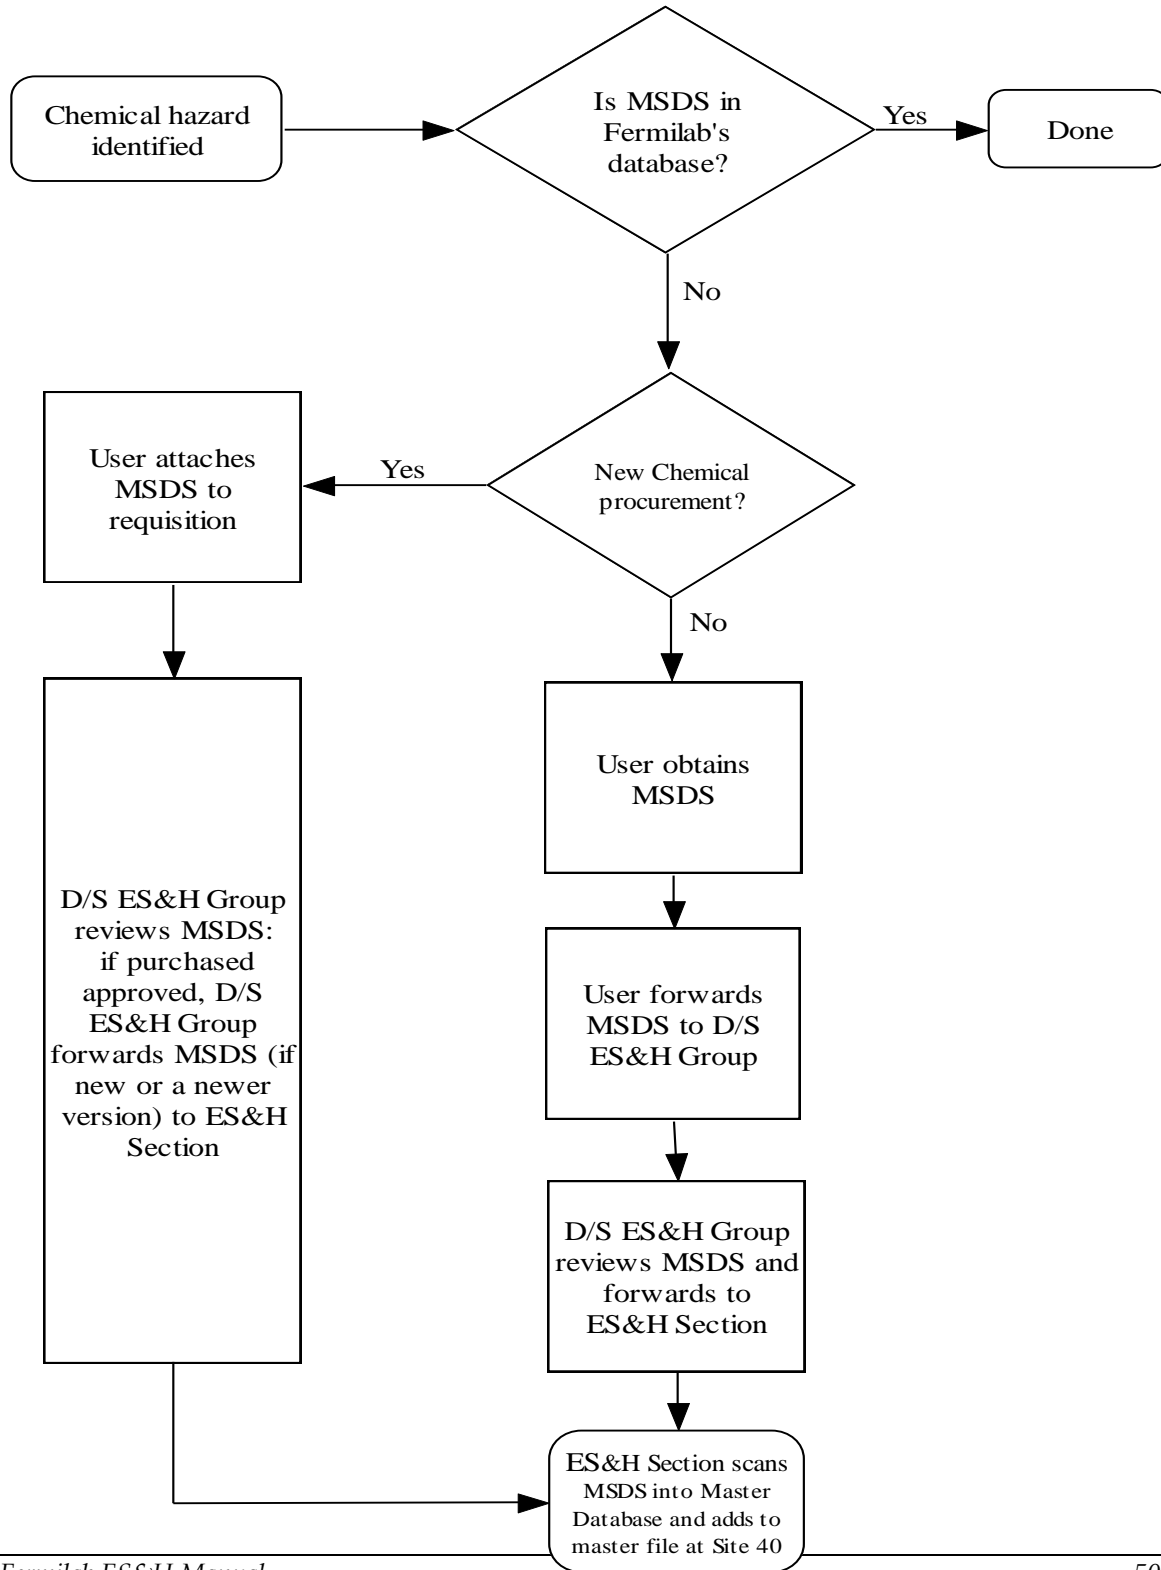 Chemical hazard
identified
Is MSDS in
Fermilab's
database?
Yes
Done
No
New Chemical
procurement?
Yes
User attaches
MSDS to
requisition
No
D/S ES&H Group
reviews MSDS:
if purchased
approved, D/S
ES&H Group
forwards MSDS (if
new or a newer
version) to ES&H
Section
User obtains
MSDS
User forwards
MSDS to D/S
ES&H Group
D/S ES&H Group
reviews MSDS and
forwards to
ES&H Section
ES&H Section scans
MSDS into Master
Database and adds to
master file at Site 40
Fermilab ES&H Manual